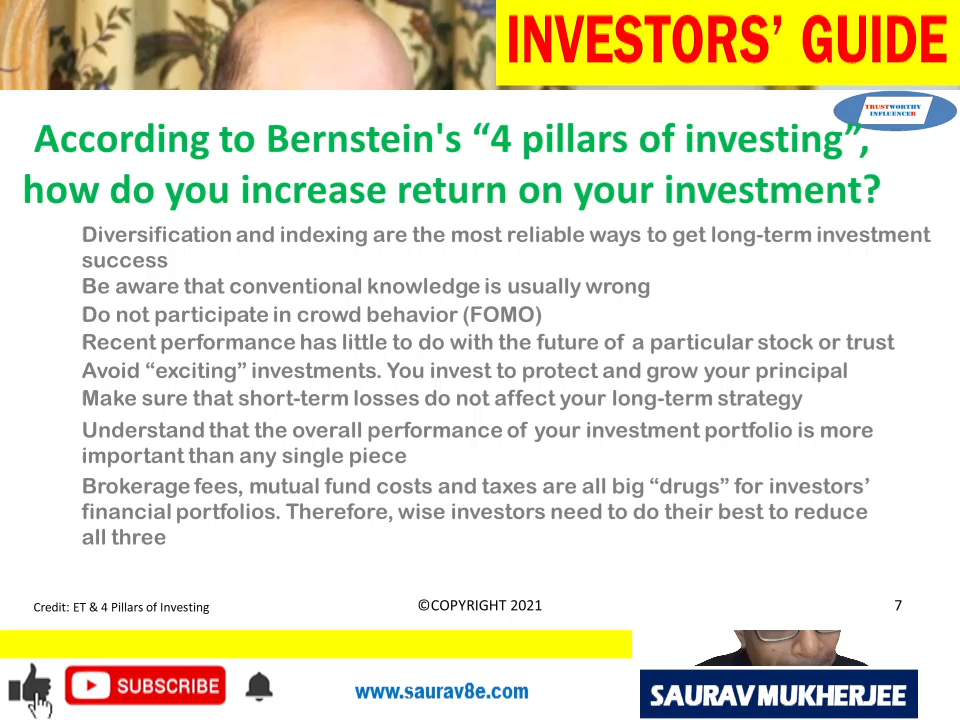 INVESTORS’ GUIDE
TRUSTWORTHY
INFLUENCER
According to Bernstein's “4 pillars of investing”,
how do you increase return on your investment?
Diversification and indexing are the most reliable ways to get long-term investment
success
Be aware that conventional knowledge is usually wrong
Do not participate in crowd behavior (FOMO)
Recent performance has little to do with the future of a particular stock or trust
Avoid “exciting” investments. You invest to protect and grow your principal
Make sure that short-term losses do not affect your long-term strategy
Understand that the overall performance of your investment portfolio is more
important than any single piece
Brokerage fees, mutual fund costs and taxes are all big “drugs” for investors’
financial portfolios. Therefore, wise investors need to do their best to reduce
all three
Credit: ET & 4 Pillars of Investing
©COPYRIGHT 2021
7
SUBSCRIBE
www.saurav8e.com
SAURAV MUKHERJEE